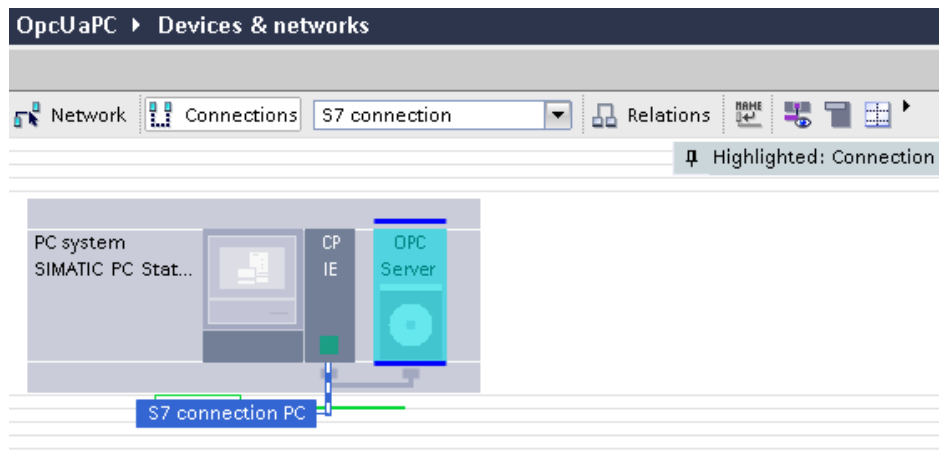 OpcUaPC ▸ Devices & networks
Network Connections S7 connection Relations NAME
Highlighted: Connection
PC system CP OPC
SIMATIC PC Stat... IE Server
S7 connection PC